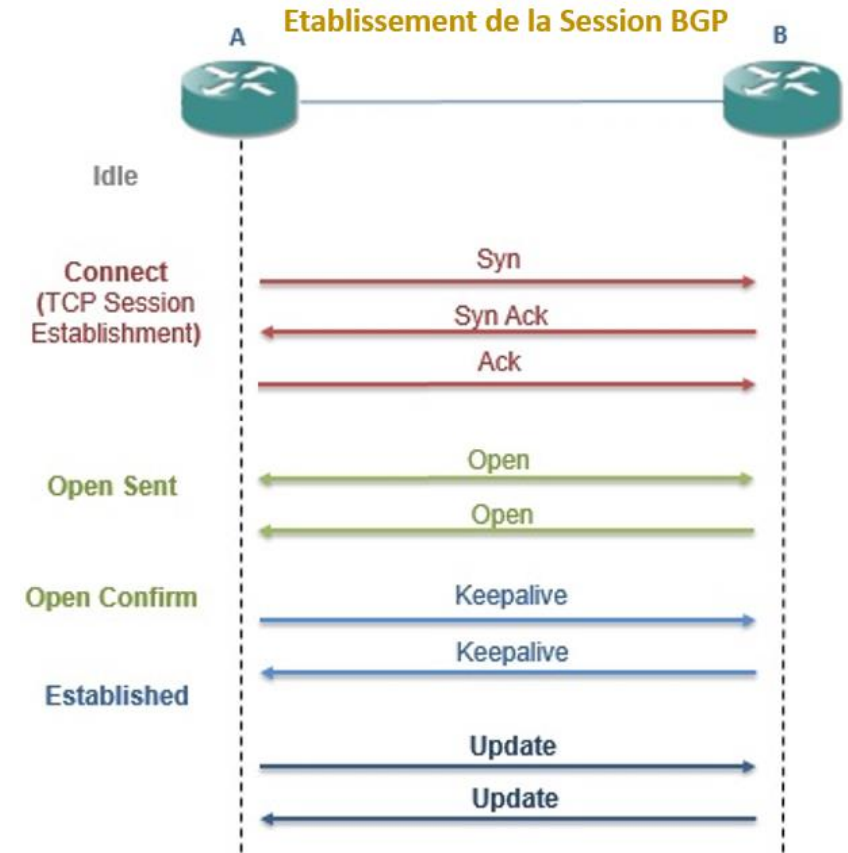 Etablissement de la Session BGP
A
B
Idle
Connect
(TCP Session
Establishment)
Syn
Syn Ack
Ack
Open Sent
Open
Open
Open Confirm
Keepalive
Keepalive
Established
Update
Update